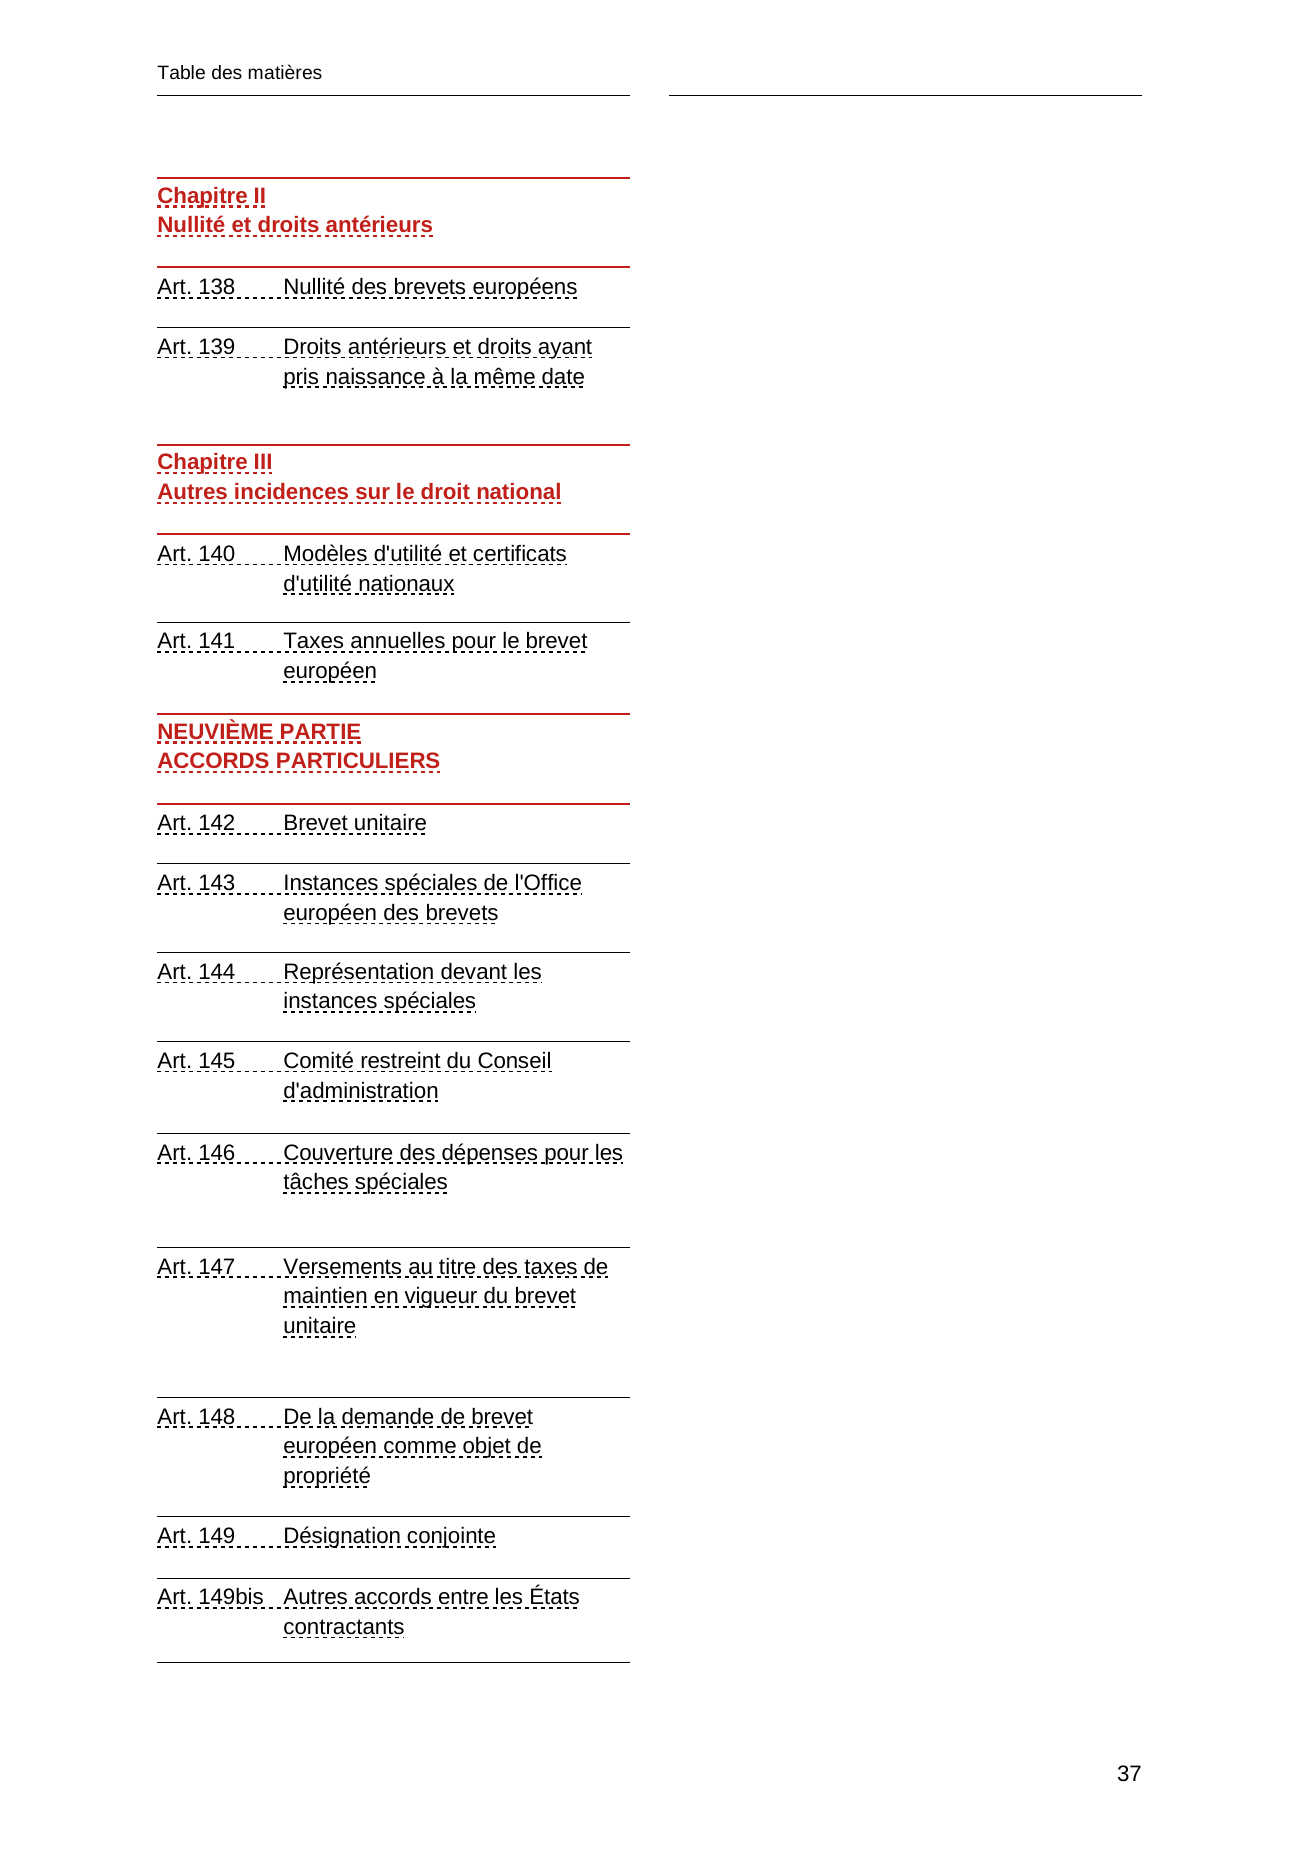 Table des matières
Chapitre II
Nullité et droits antérieurs
Art. 138 Nullité des brevets européens
Art. 139 Droits antérieurs et droits ayant
pris naissance à la même date
Chapitre III
Autres incidences sur le droit national
Art. 140 Modèles d'utilité et certificats
d'utilité nationaux
Art. 141 Taxes annuelles pour le brevet
européen
NEUVIÈME PARTIE
ACCORDS PARTICULIERS
Art. 142 Brevet unitaire
Art. 143 Instances spéciales de l'Office
européen des brevets
Art. 144 Représentation devant les
instances spéciales
Art. 145 Comité restreint du Conseil
d'administration
Art. 146 Couverture des dépenses pour les
tâches spéciales
Art. 147 Versements au titre des taxes de
maintien en vigueur du brevet
unitaire
Art. 148 De la demande de brevet
européen comme objet de
propriété
Art. 149 Désignation conjointe
Art. 149bis Autres accords entre les États
contractants
37